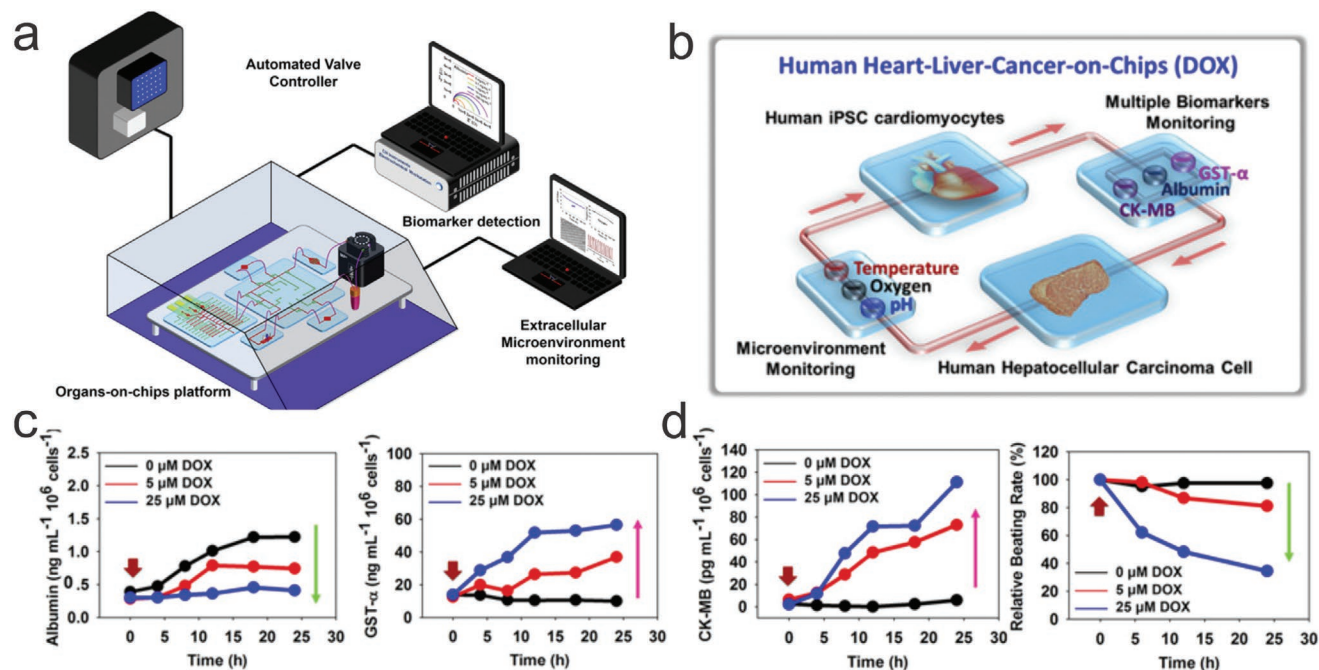 a
Automated Valve
Controller
Biomarker detection
Extracellular
Microenvironment
monitoring
Organs-on-chips platform
b
Human Heart-Liver-Cancer-on-Chips (DOX)
Human iPSC cardiomyocytes
Multiple Biomarkers
Monitoring
GST-α
Albumin
CK-MB
Temperature
Oxygen
pH
Microenvironment
Monitoring
Human Hepatocellular Carcinoma Cell
c
Albumin (ng mL⁻¹ 10⁶ cells⁻¹)
2.5
2.0
1.5
1.0
0.5
0.0
0 μM DOX
5 μM DOX
25 μM DOX
0 5 10 15 20 25 30
Time (h)
GST-α (ng mL⁻¹ 10⁶ cells⁻¹)
100
80
60
40
20
0
0 μM DOX
5 μM DOX
25 μM DOX
0 5 10 15 20 25 30
Time (h)
d
CK-MB (pg mL⁻¹ 10⁶ cells⁻¹)
140
120
100
80
60
40
20
0
0 μM DOX
5 μM DOX
25 μM DOX
0 5 10 15 20 25 30
Time (h)
Relative Beating Rate (%)
120
100
80
60
40
20
0
0 μM DOX
5 μM DOX
25 μM DOX
0 5 10 15 20 25 30
Time (h)